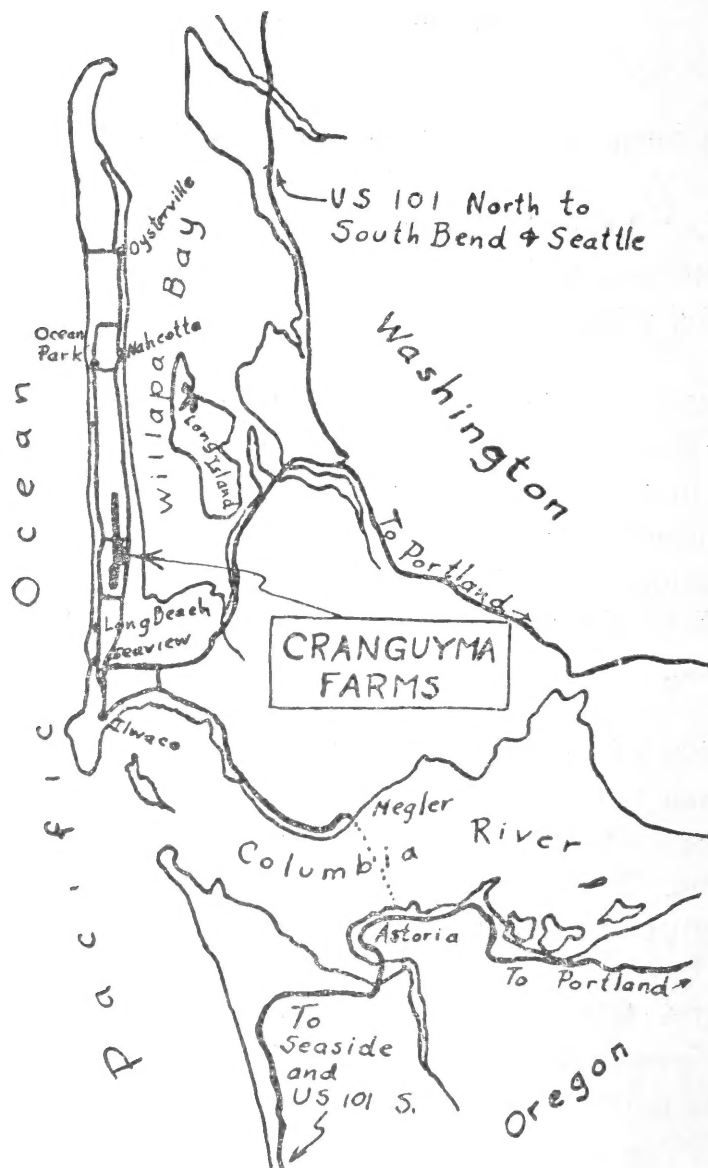 US 101 North to
South Bend & Seattle
Oysterville
Willapa Bay
Ocean
Park
Nahcotta
Washington
Long
Island
Pacific Ocean
To Portland→
Long Beach
Seaview
CRANGUYMA
FARMS
Ilwaco
Megler
Columbia River
Astoria
To Portland→
To
Seaside
and
US 101 S.
Oregon